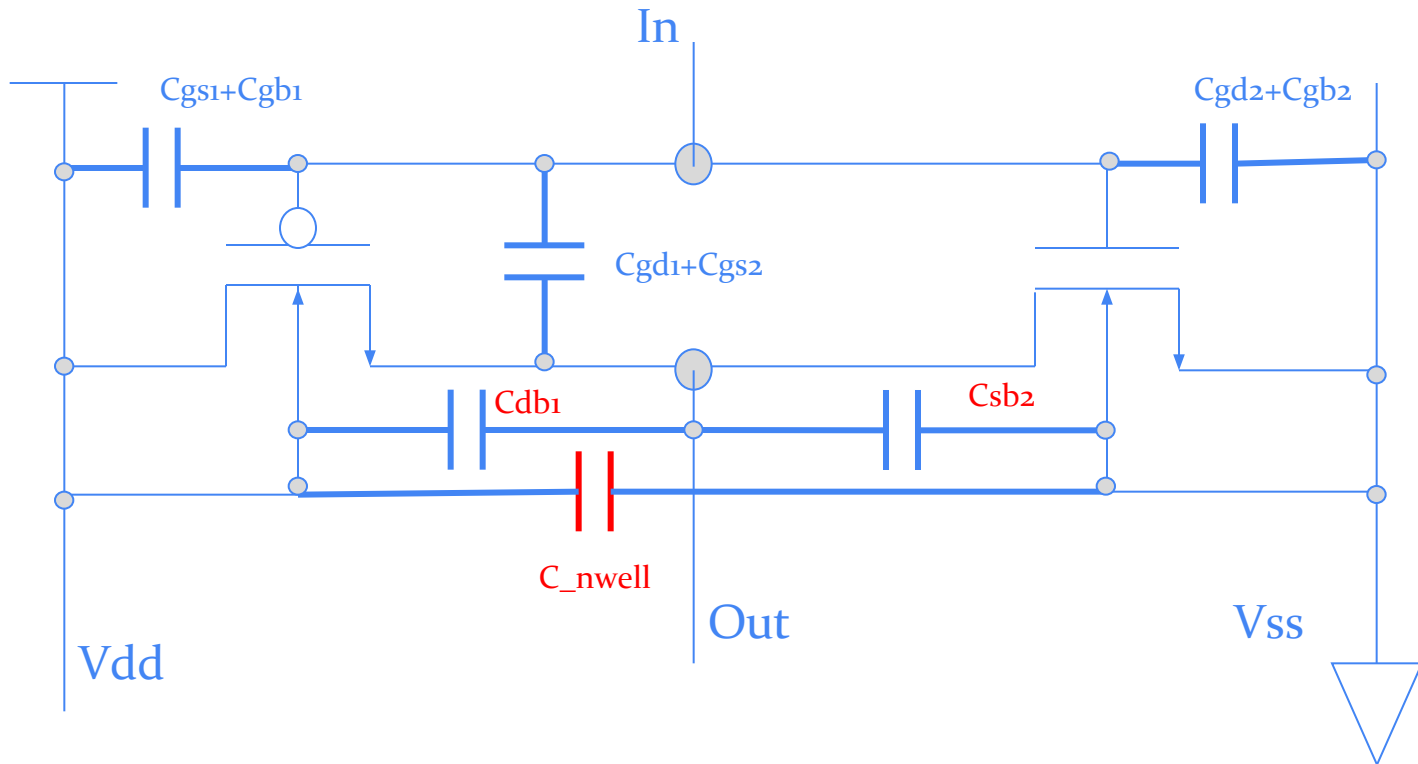 In
Cgs1+Cgb1
Cgd2+Cgb2
Cgd1+Cgs2
Cdb1
Csb2
C_nwell
Out
Vss
Vdd